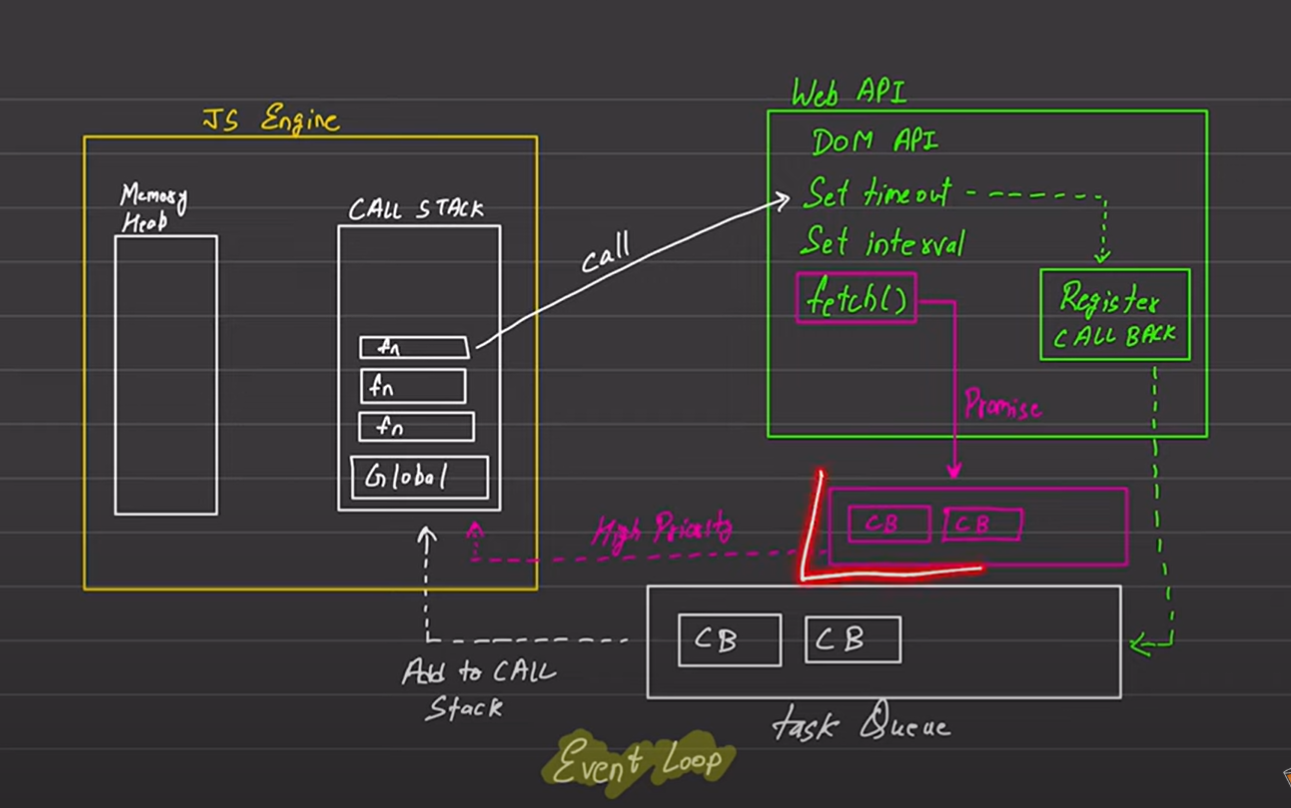 JS Engine
Memory
Heab
CALL STACK
fn
fn
fn
Global
call
Web API
DOM API
Set timeout
Set interval
fetch()
Register
CALL BACK
Promise
High Priority
CB
CB
CB
CB
Add to CALL
Stack
task Queue
Event Loop